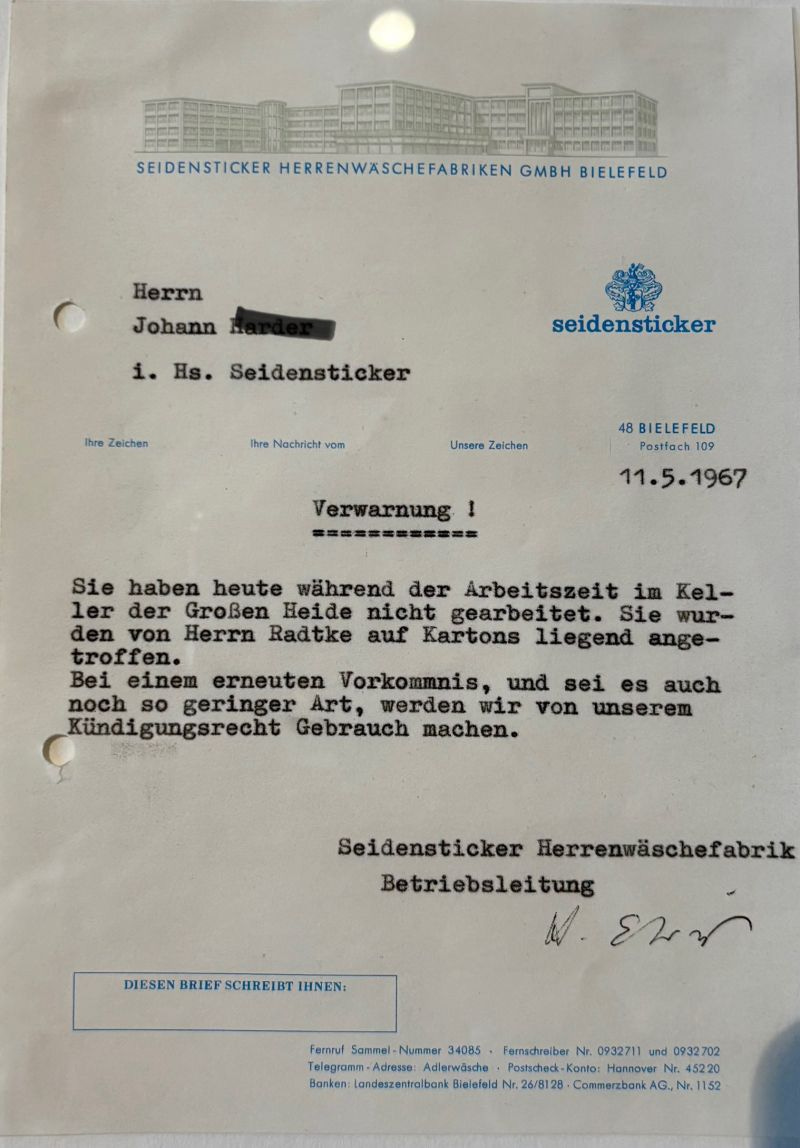 SEIDENSTICKER HERRENWÄSCHEFABRIKEN GMBH BIELEFELD
Herrn
Johann
i. Hs. Seidensticker
seidensticker
48 BIELEFELD
Postfach 109
Ihre Zeichen Ihre Nachricht vom Unsere Zeichen
11.5.1967
Verwarnung !
============
Sie haben heute während der Arbeitszeit im Kel-
ler der Großen Heide nicht gearbeitet. Sie wur-
den von Herrn Radtke auf Kartons liegend ange-
troffen.
Bei einem erneuten Vorkommnis, und sei es auch
noch so geringer Art, werden wir von unserem
Kündigungsrecht Gebrauch machen.
Seidensticker Herrenwäschefabrik
Betriebsleitung
DIESEN BRIEF SCHREIBT IHNEN:
Fernruf Sammel-Nummer 34085 · Fernschreiber Nr. 0932711 und 0932702
Telegramm-Adresse: Adlerwäsche · Postscheck-Konto: Hannover Nr. 45220
Banken: Landeszentralbank Bielefeld Nr. 26/8128 · Commerzbank AG., Nr. 1152